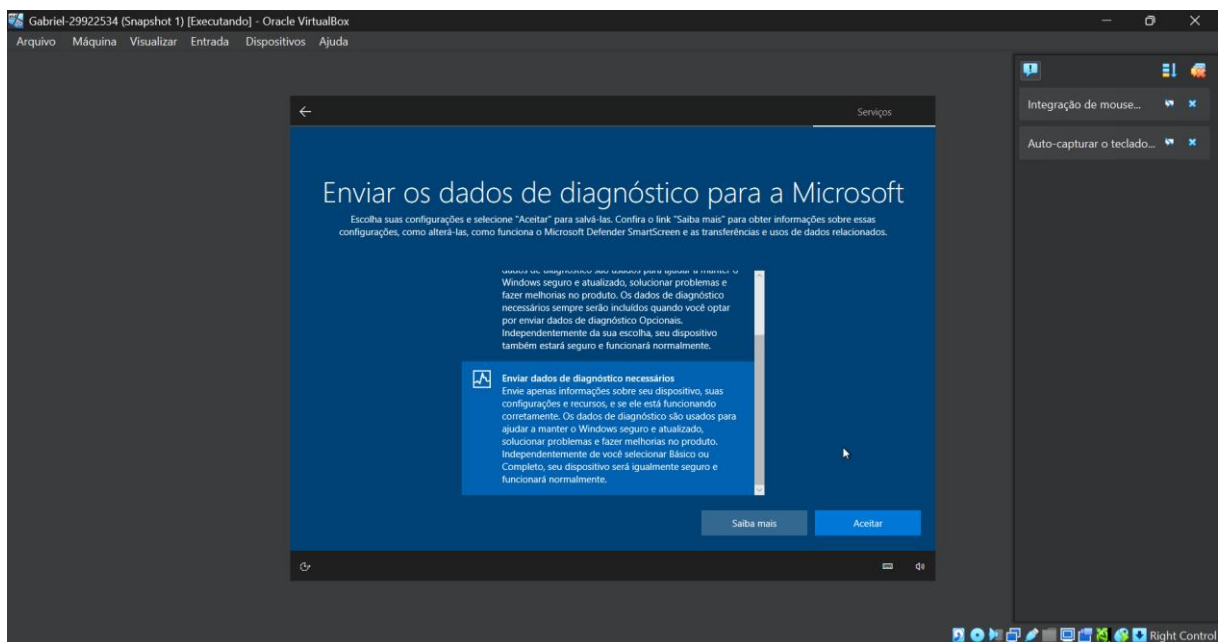 Gabriel-29922534 (Snapshot 1) [Executando] - Oracle VirtualBox
Arquivo Máquina Visualizar Entrada Dispositivos Ajuda
Integração de mouse...
Auto-capturar o teclado...
Serviços
Enviar os dados de diagnóstico para a Microsoft
Escolha suas configurações e selecione "Aceitar" para salvá-las. Confira o link "Saiba mais" para obter informações sobre essas
configurações, como alterá-las, como funciona o Microsoft Defender SmartScreen e as transferências e usos de dados relacionados.
dados de diagnóstico são usados para ajudar a manter o
Windows seguro e atualizado, solucionar problemas e
fazer melhorias no produto. Os dados de diagnóstico
necessários sempre serão incluídos quando você optar
por enviar dados de diagnóstico Opcionais.
Independentemente da sua escolha, seu dispositivo
também estará seguro e funcionará normalmente.
Enviar dados de diagnóstico necessários
Envie apenas informações sobre seu dispositivo, suas
configurações e recursos, e se ele está funcionando
corretamente. Os dados de diagnóstico são usados para
ajudar a manter o Windows seguro e atualizado,
solucionar problemas e fazer melhorias no produto.
Independentemente de você selecionar Básico ou
Completo, seu dispositivo será igualmente seguro e
funcionará normalmente.
Saiba mais
Aceitar
Right Control